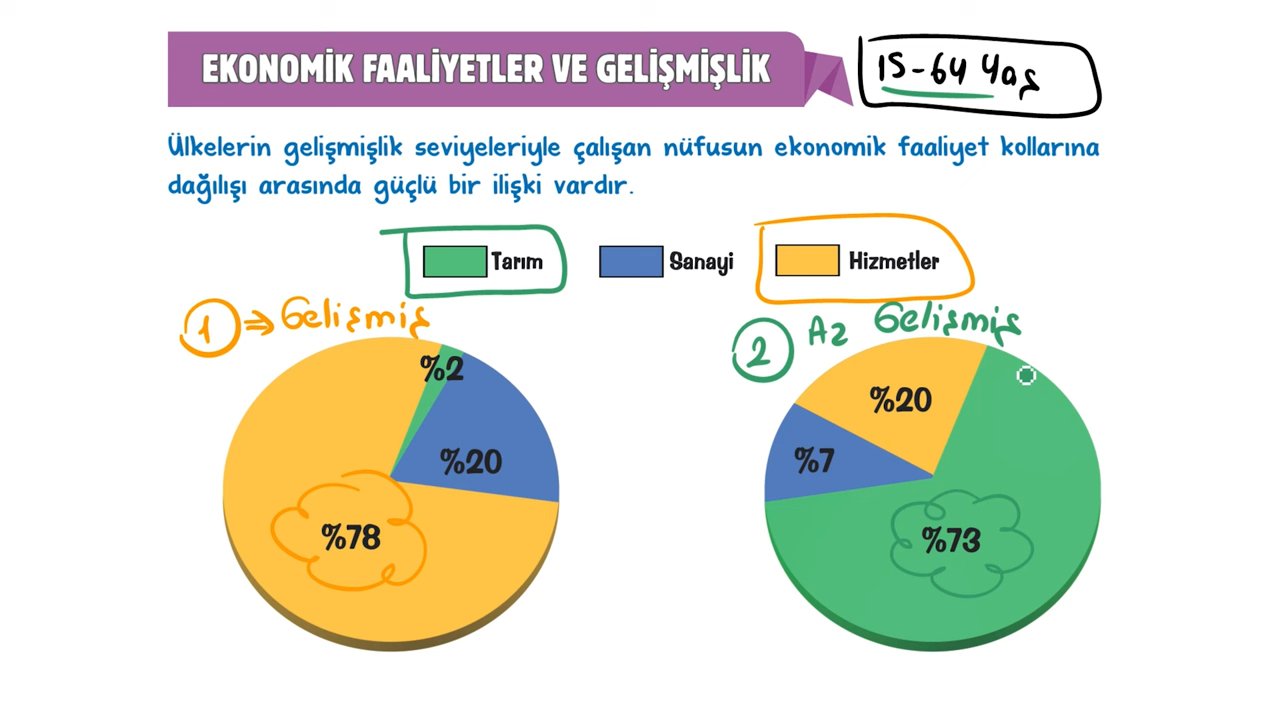 EKONOMİK FAALİYETLER VE GELİŞMİŞLİK
15-64 Yaş
Ülkelerin gelişmişlik seviyeleriyle çalışan nüfusun ekonomik faaliyet kollarına
dağılışı arasında güçlü bir ilişki vardır.
Tarım
Sanayi
Hizmetler
1 ⇒ Gelişmiş
%2
%20
%78
2 Az Gelişmiş
%20
%7
%73